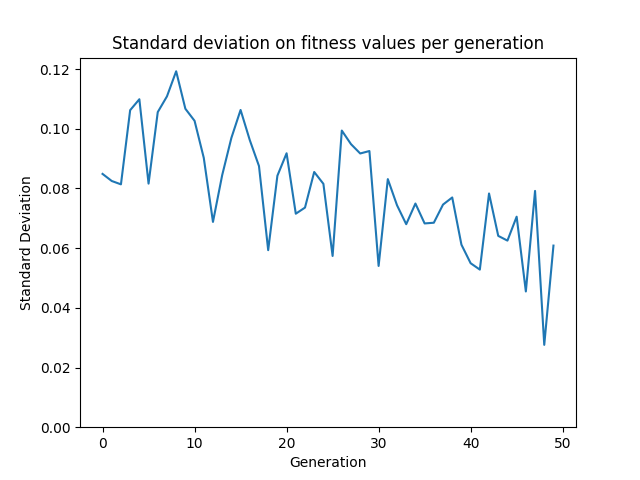 Standard deviation on fitness values per generation
0.12
0.10
0.08
0.06
0.04
0.02
0.00
Standard Deviation
0 10 20 30 40 50
Generation